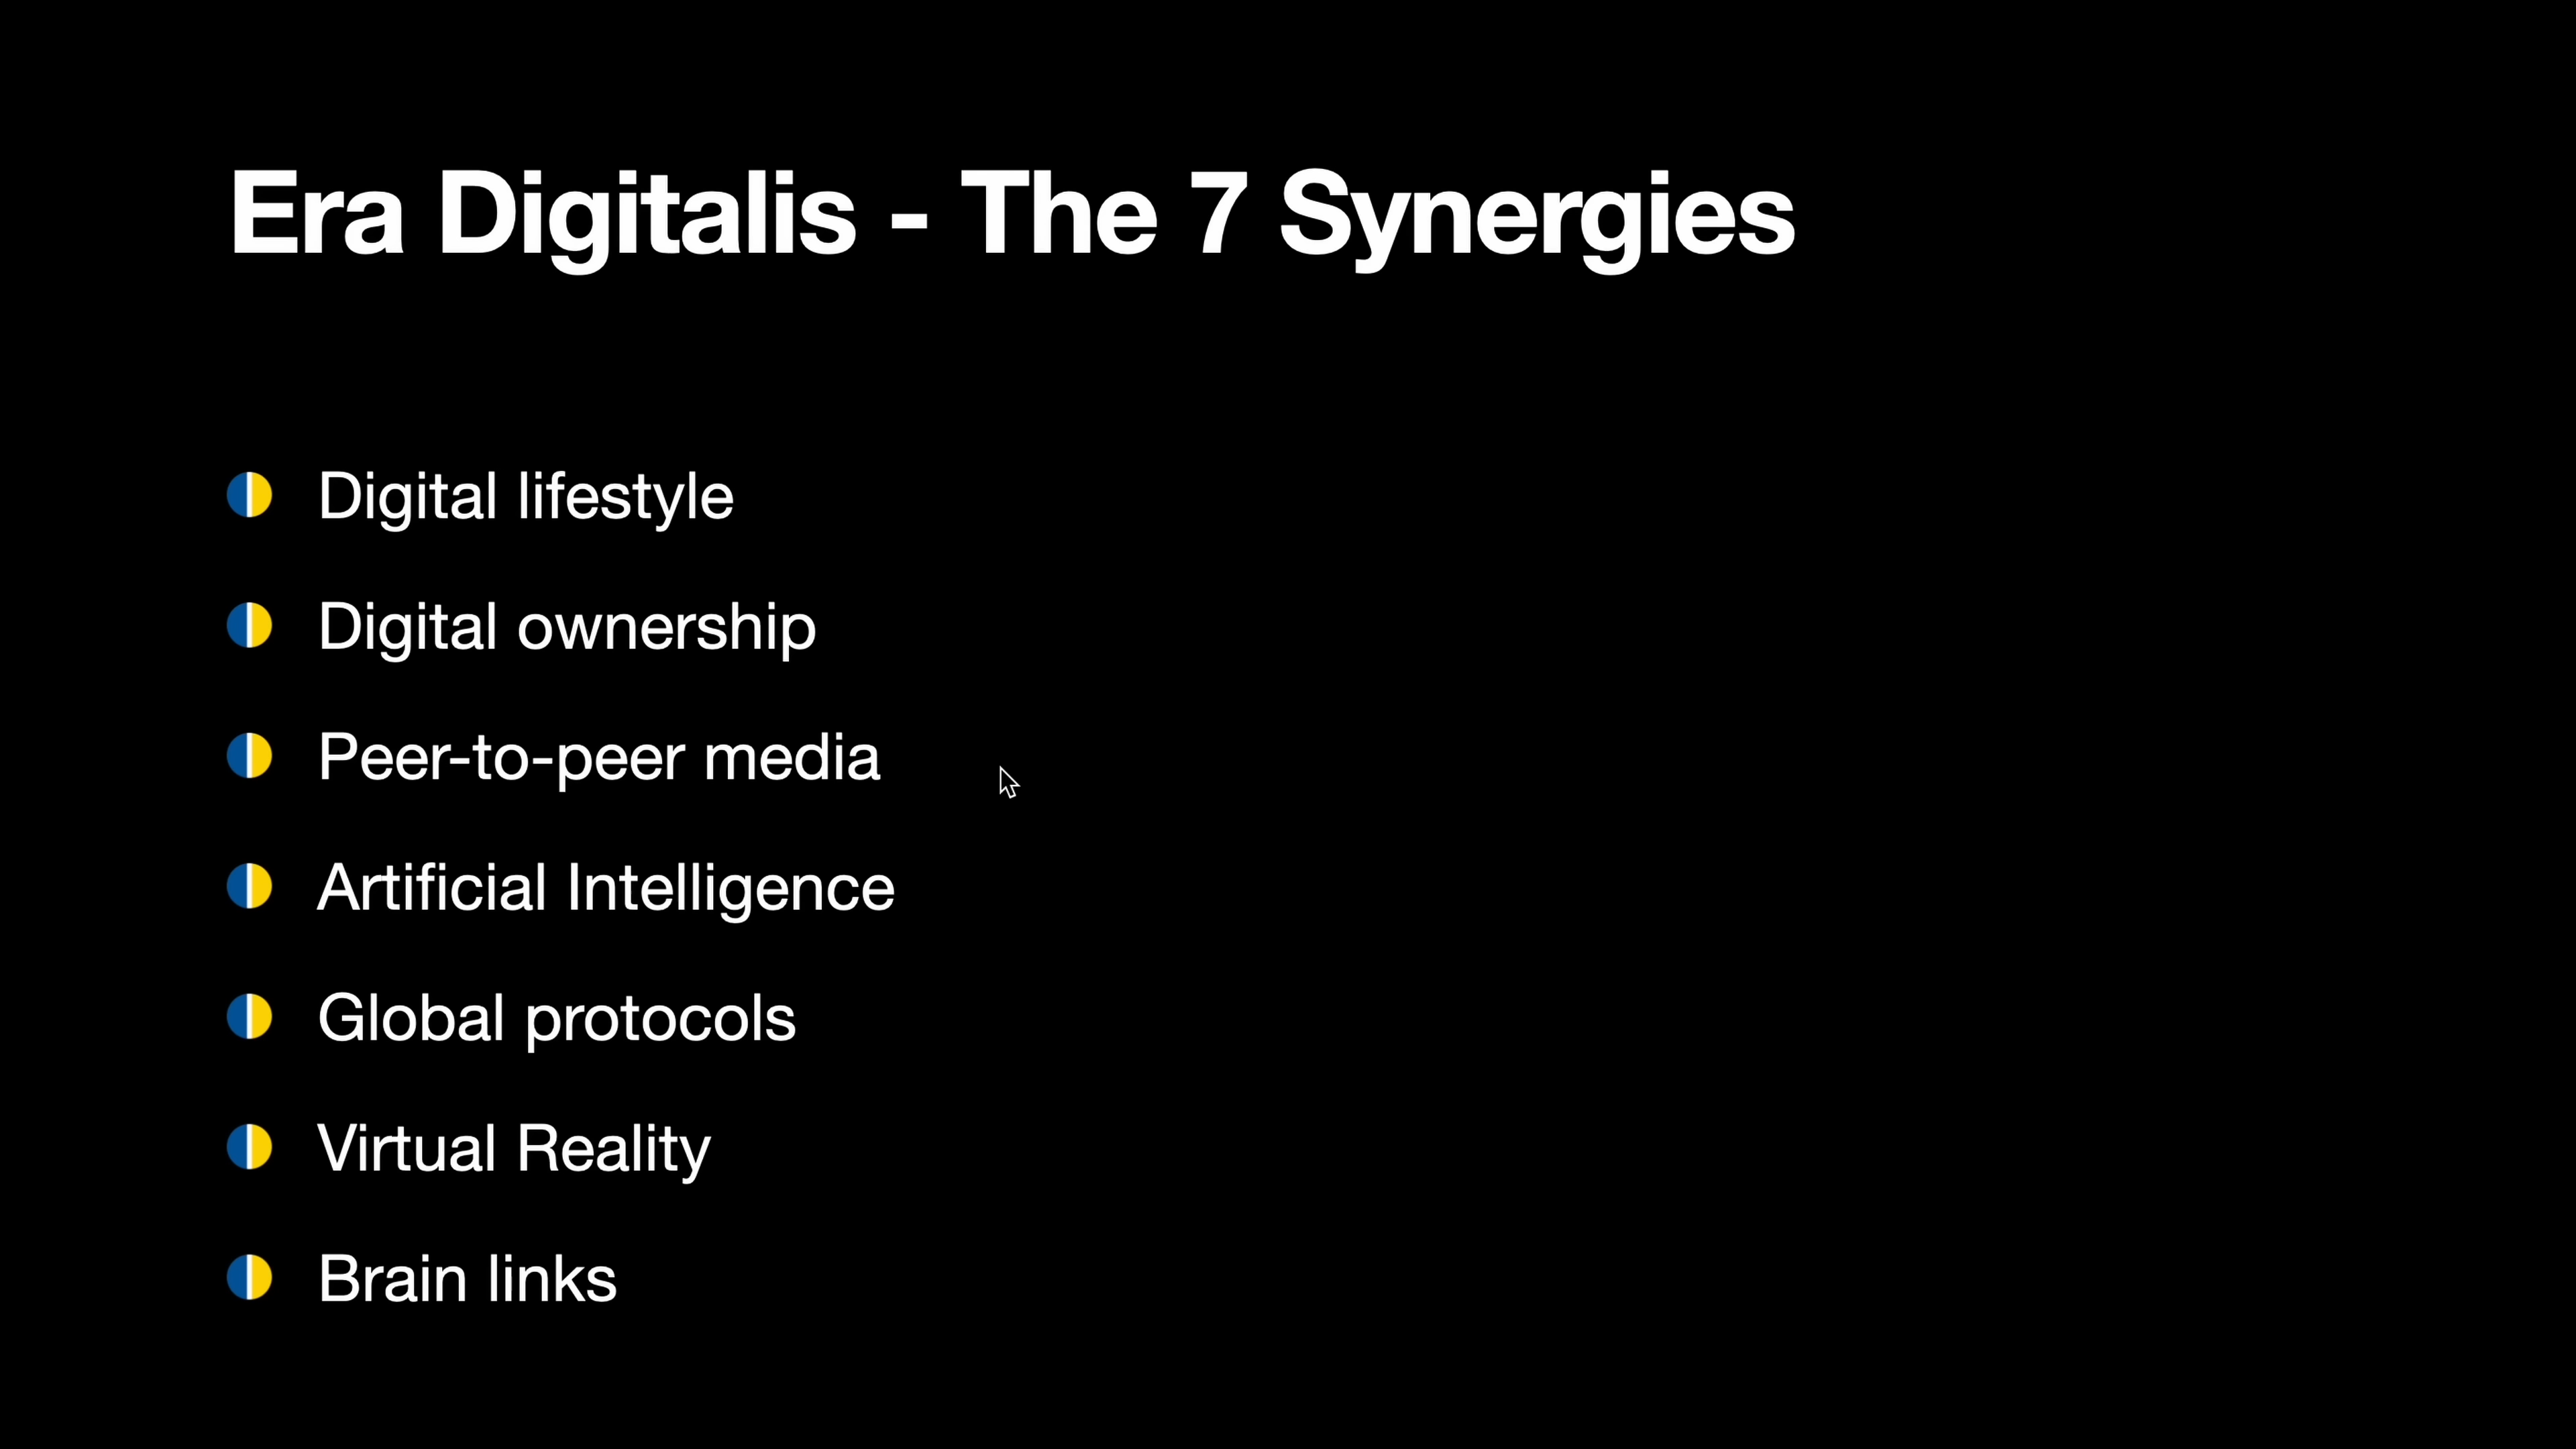 Era Digitalis - The 7 Synergies
Digital lifestyle
Digital ownership
Peer-to-peer media
Artificial Intelligence
Global protocols
Virtual Reality
Brain links